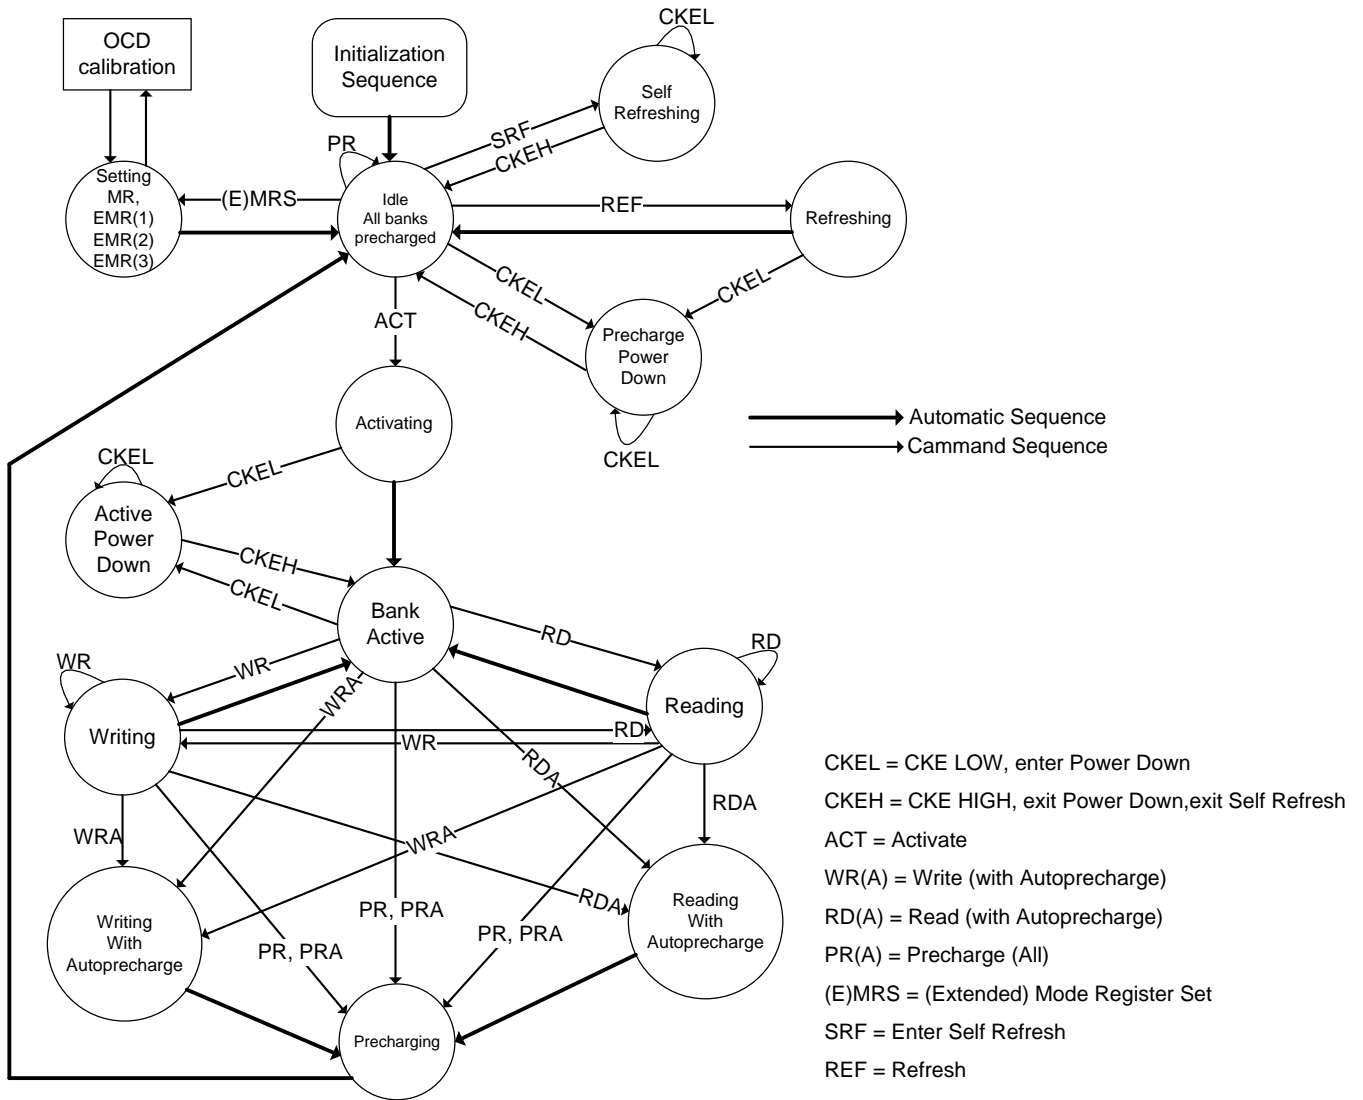 OCD
calibration
Initialization
Sequence
CKEL
Self
Refreshing
PR
SRF
CKEH
Setting
MR,
EMR(1)
EMR(2)
EMR(3)
(E)MRS
Idle
All banks
precharged
REF
Refreshing
CKEL
CKEH
CKEL
ACT
Precharge
Power
Down
CKEL
Activating
Automatic Sequence
Cammand Sequence
CKEL
CKEL
Active
Power
Down
CKEH
CKEL
Bank
Active
RD
RD
WR
WR
WRA
Reading
Writing
RD
WR
RDA
RDA
WRA
WRA
RDA
PR, PRA
PR, PRA
PR, PRA
Writing
With
Autoprecharge
Reading
With
Autoprecharge
Precharging
CKEL = CKE LOW, enter Power Down
CKEH = CKE HIGH, exit Power Down,exit Self Refresh
ACT = Activate
WR(A) = Write (with Autoprecharge)
RD(A) = Read (with Autoprecharge)
PR(A) = Precharge (All)
(E)MRS = (Extended) Mode Register Set
SRF = Enter Self Refresh
REF = Refresh